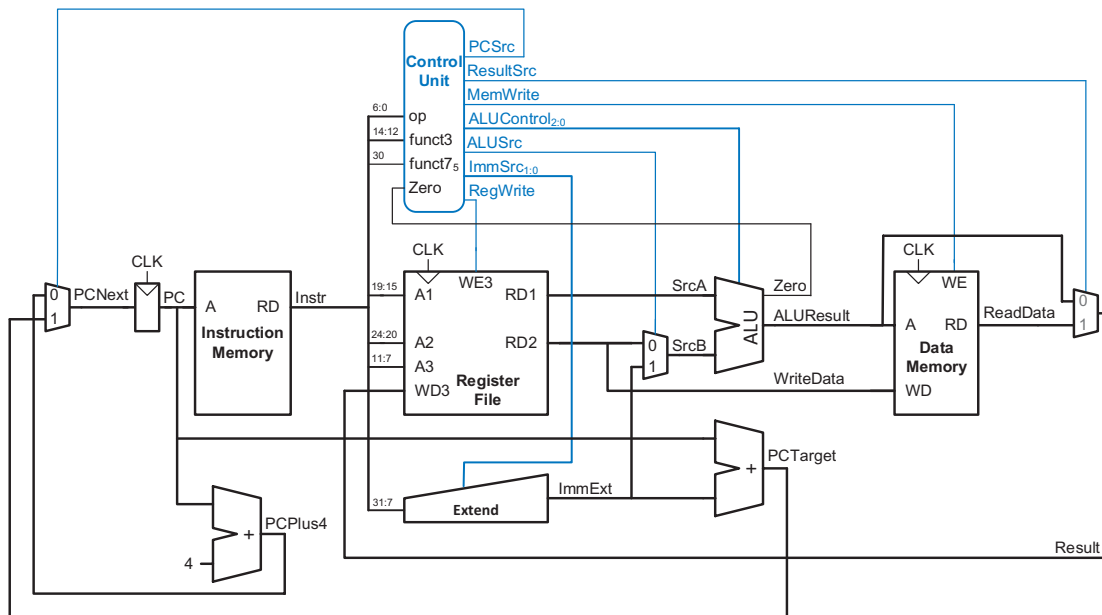 PCSrc
Control
Unit
ResultSrc
MemWrite
6:0
op
ALUControl2:0
14:12
funct3
ALUSrc
30
funct75
ImmSrc1:0
Zero
RegWrite
CLK
CLK
CLK
0
1
PCNext
PC
A
RD
Instruction
Memory
Instr
19:15
A1
WE3
RD1
SrcA
Zero
WE
24:20
A2
RD2
0
1
SrcB
ALU
ALUResult
A
RD
ReadData
0
1
11:7
A3
Data
Memory
WD3
Register
File
WriteData
WD
+
PCTarget
31:7
Extend
ImmExt
PCPlus4
+
4
Result